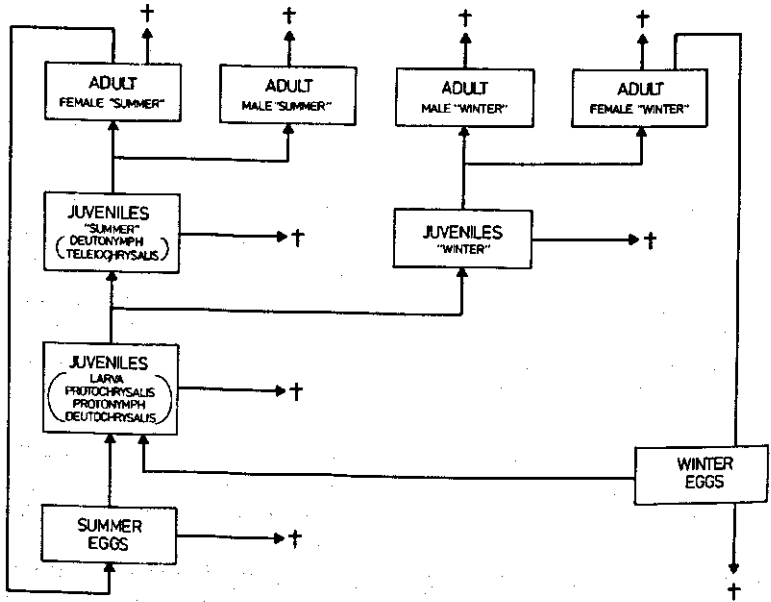 ADULT
FEMALE "SUMMER"
ADULT
MALE "SUMMER"
ADULT
MALE "WINTER"
ADULT
FEMALE "WINTER"
JUVENILES
"SUMMER"
DEUTONYMPH
TELEIOCHRYSALIS
JUVENILES
"WINTER"
JUVENILES
LARVA
PROTOCHRYSALIS
PROTONYMPH
DEUTOCHRYSALIS
WINTER
EGGS
SUMMER
EGGS